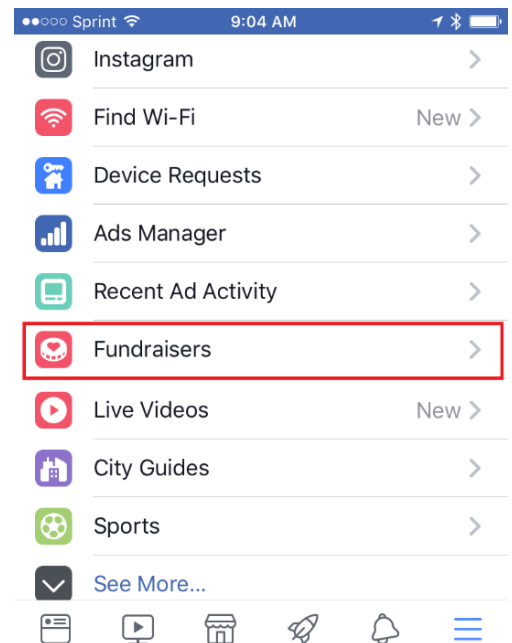 Sprint 9:04 AM
Instagram
Find Wi-Fi New
Device Requests
Ads Manager
Recent Ad Activity
Fundraisers
Live Videos New
City Guides
Sports
See More...